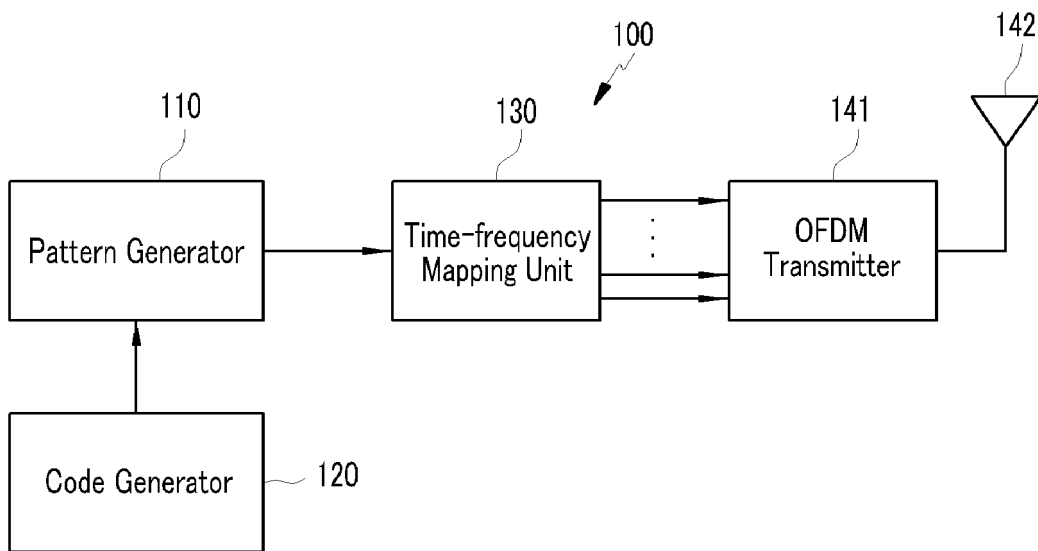 100
142
110
130
141
Pattern Generator
Time-frequency
Mapping Unit
OFDM
Transmitter
Code Generator
120